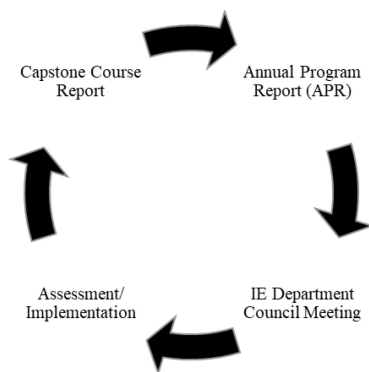 Capstone Course
Report
Annual Program
Report (APR)
Assessment/
Implementation
IE Department
Council Meeting